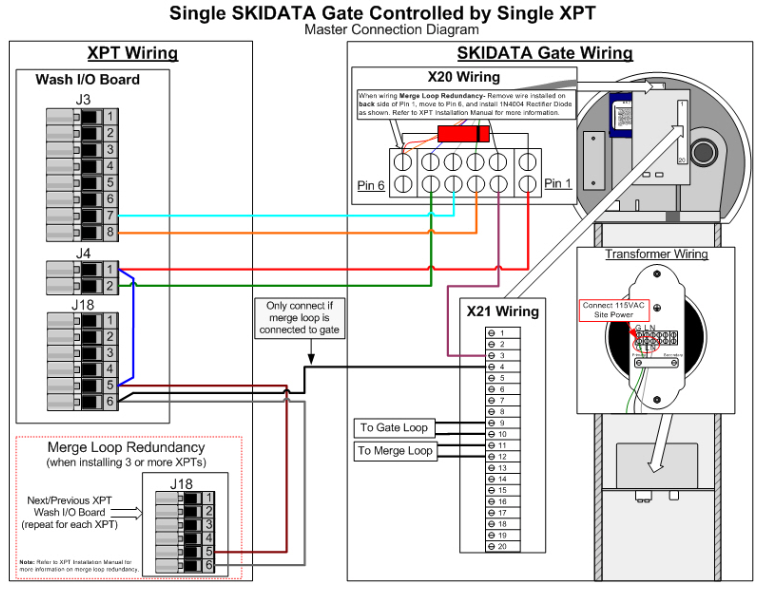 Single SKIDATA Gate Controlled by Single XPT
Master Connection Diagram
XPT Wiring
Wash I/O Board
J3
1
2
3
4
5
6
7
8
J4
1
2
J18
1
2
3
4
5
6
Merge Loop Redundancy
(when installing 3 or more XPTs)
J18
Next/Previous XPT
Wash I/O Board
(repeat for each XPT)
1
2
3
4
5
6
Note: Refer to XPT Installation Manual for
more information on merge loop redundancy.
Only connect if
merge loop is
connected to gate
SKIDATA Gate Wiring
X20 Wiring
When wiring Merge Loop Redundancy- Remove wire installed on
back side of Pin 1, move to Pin 6, and install 1N4004 Rectifier Diode
as shown. Refer to XPT Installation Manual for more information.
Pin 6
Pin 1
X21 Wiring
1
2
3
4
5
6
7
8
9
10
11
12
13
14
15
16
17
18
19
20
To Gate Loop
To Merge Loop
1
20
Transformer Wiring
Connect 115VAC
Site Power
G L N
G L N